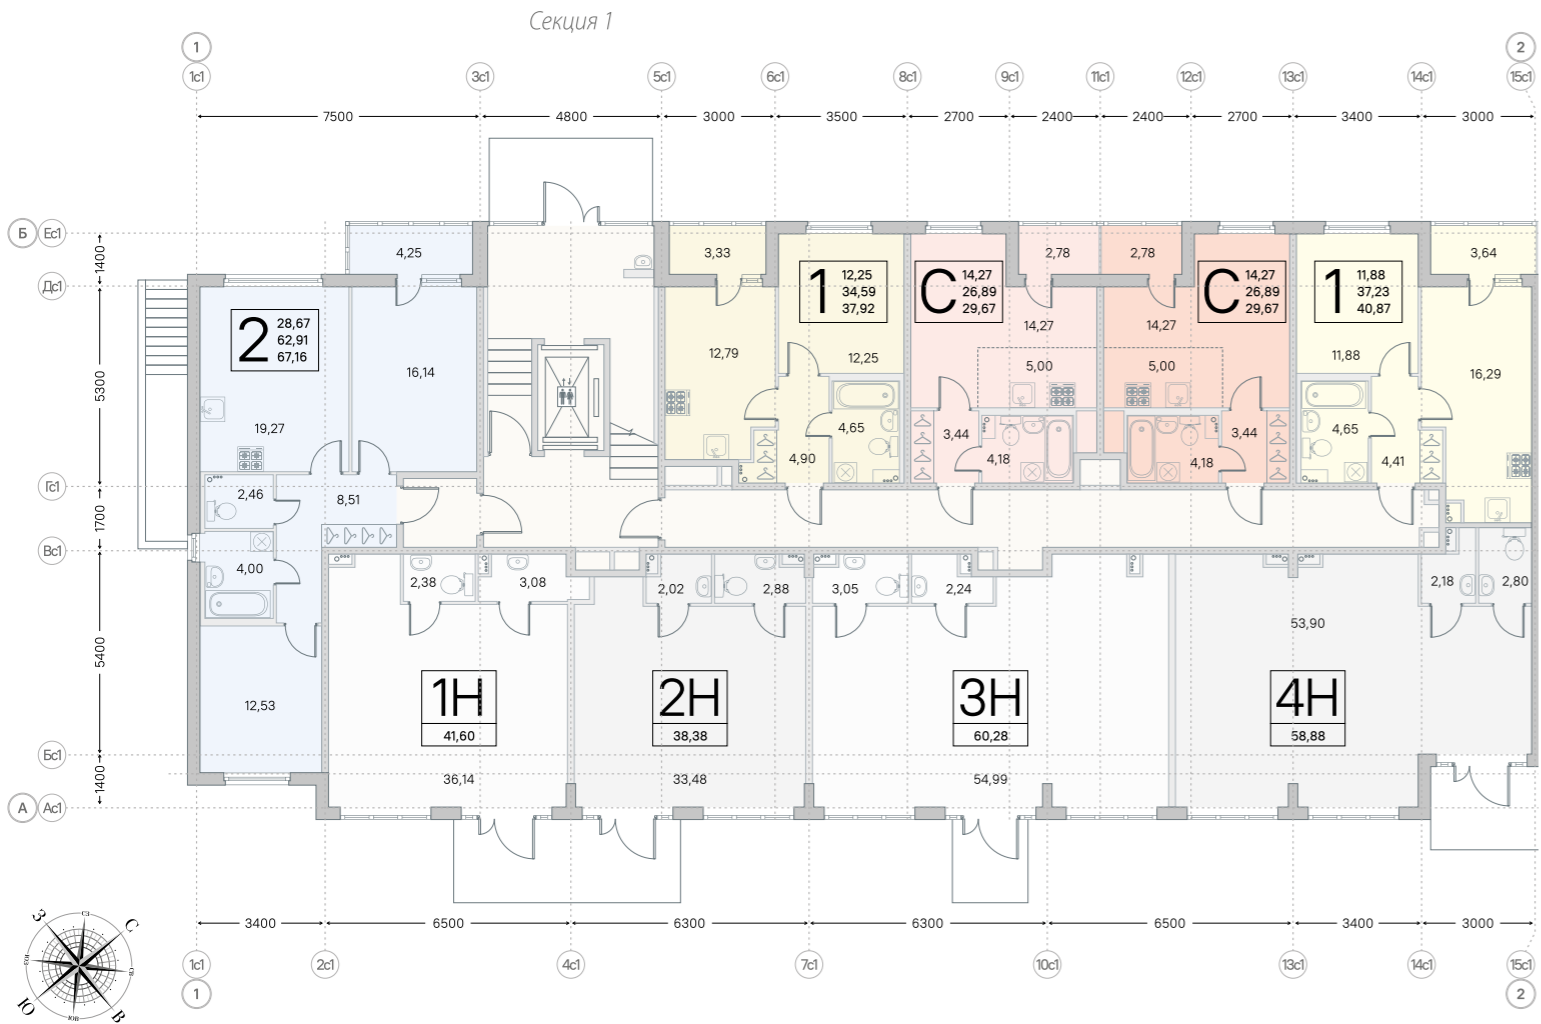 Секция 1
1 2
1с1 3с1 5с1 6с1 8с1 9с1 11с1 12с1 13с1 14с1 15с1
7500 4800 3000 3500 2700 2400 2400 2700 3400 3000
Б Ес1
1400
4,25 3,33 2,78 2,78 3,64
Дс1
2 28,67
62,91
67,16
1 12,25
34,59
37,92
С 14,27
26,89
29,67
С 14,27
26,89
29,67
1 11,88
37,23
40,87
14,27 14,27
12,79 12,25 11,88
5,00 5,00
5300
16,14 16,29
19,27
4,65 3,44 3,44 4,65
4,90 4,18 4,18 4,41
Гс1
2,46 8,51
1700
Вс1
4,00
2,38 3,08 2,02 2,88 3,05 2,24 2,18 2,80
53,90
5400
12,53
1Н
41,60
2Н
38,38
3Н
60,28
4Н
58,88
Бс1
1400
36,14 33,48 54,99
А Ас1
3400 6500 6300 6300 6500 3400 3000
1с1 2с1 4с1 7с1 10с1 13с1 14с1 15с1
1 2
З СЗ С
ЮЗ СВ
Ю ЮВ В